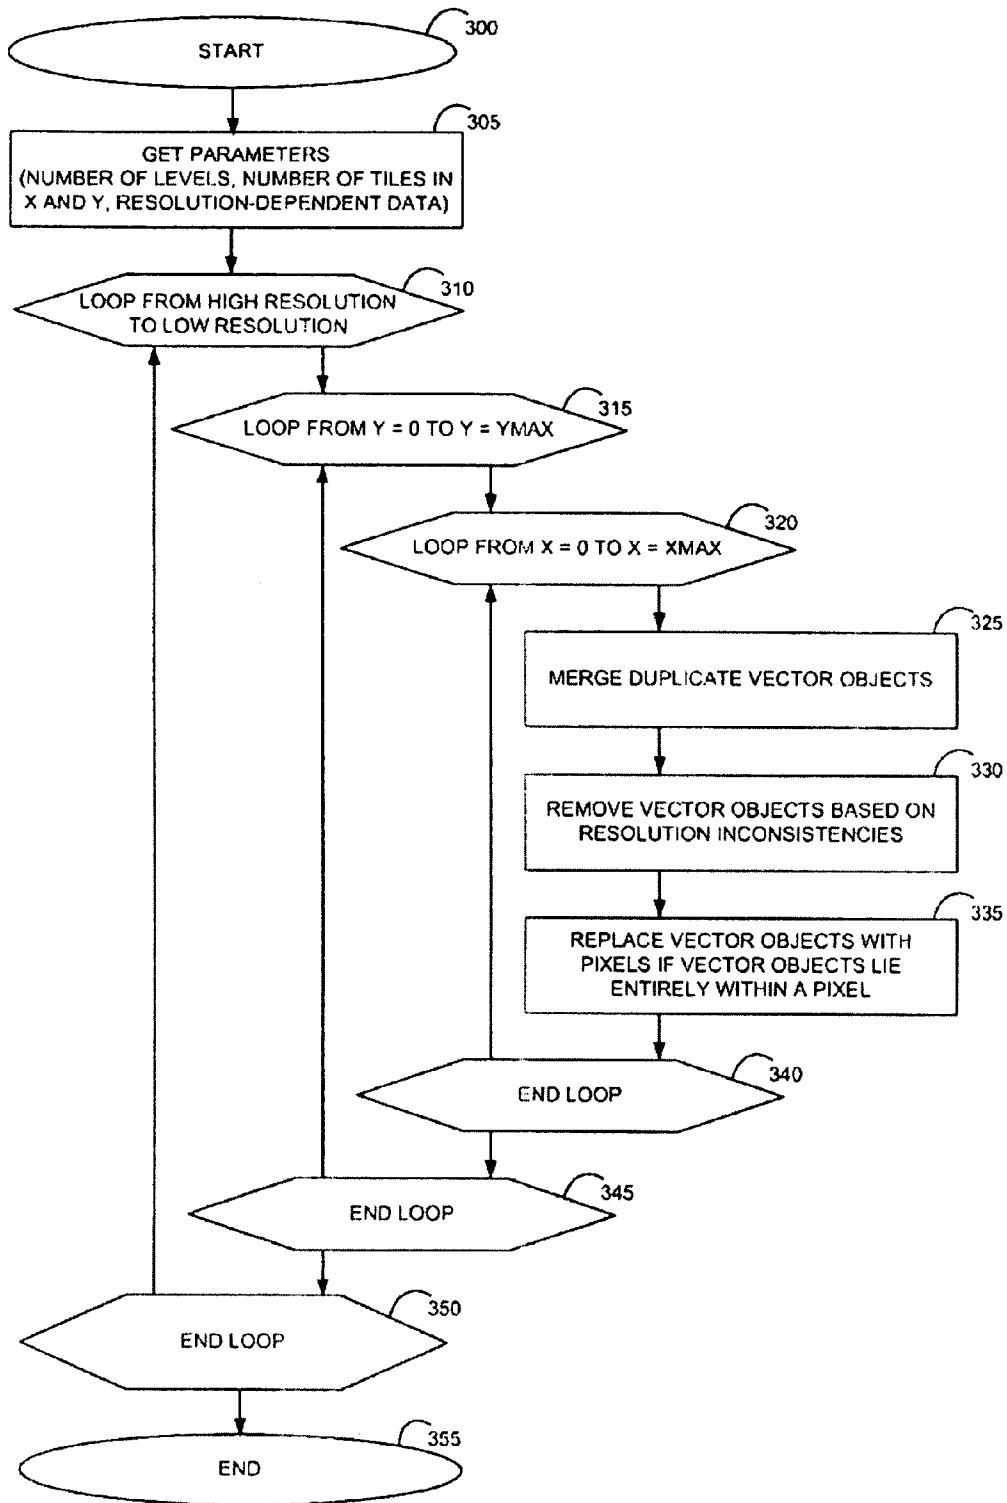 300
START
305
GET PARAMETERS
(NUMBER OF LEVELS, NUMBER OF TILES IN
X AND Y, RESOLUTION-DEPENDENT DATA)
310
LOOP FROM HIGH RESOLUTION
TO LOW RESOLUTION
315
LOOP FROM Y = 0 TO Y = YMAX
320
LOOP FROM X = 0 TO X = XMAX
325
MERGE DUPLICATE VECTOR OBJECTS
330
REMOVE VECTOR OBJECTS BASED ON
RESOLUTION INCONSISTENCIES
335
REPLACE VECTOR OBJECTS WITH
PIXELS IF VECTOR OBJECTS LIE
ENTIRELY WITHIN A PIXEL
340
END LOOP
345
END LOOP
350
END LOOP
355
END